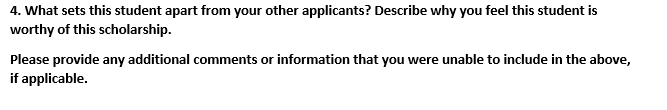 4. What sets this student apart from your other applicants? Describe why you feel this student is
worthy of this scholarship.
Please provide any additional comments or information that you were unable to include in the above,
if applicable.